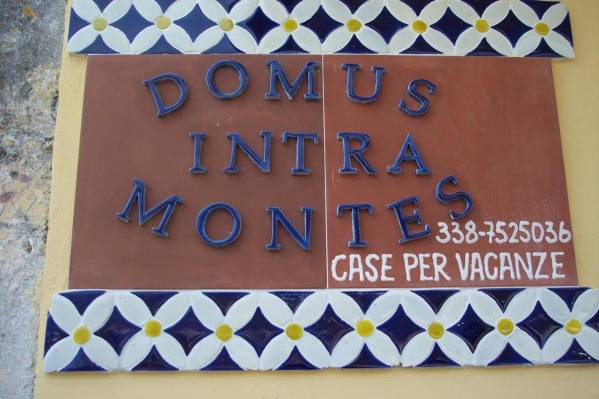 DOMUS
INTRA
MONTES
338-7525036
CASE PER VACANZE